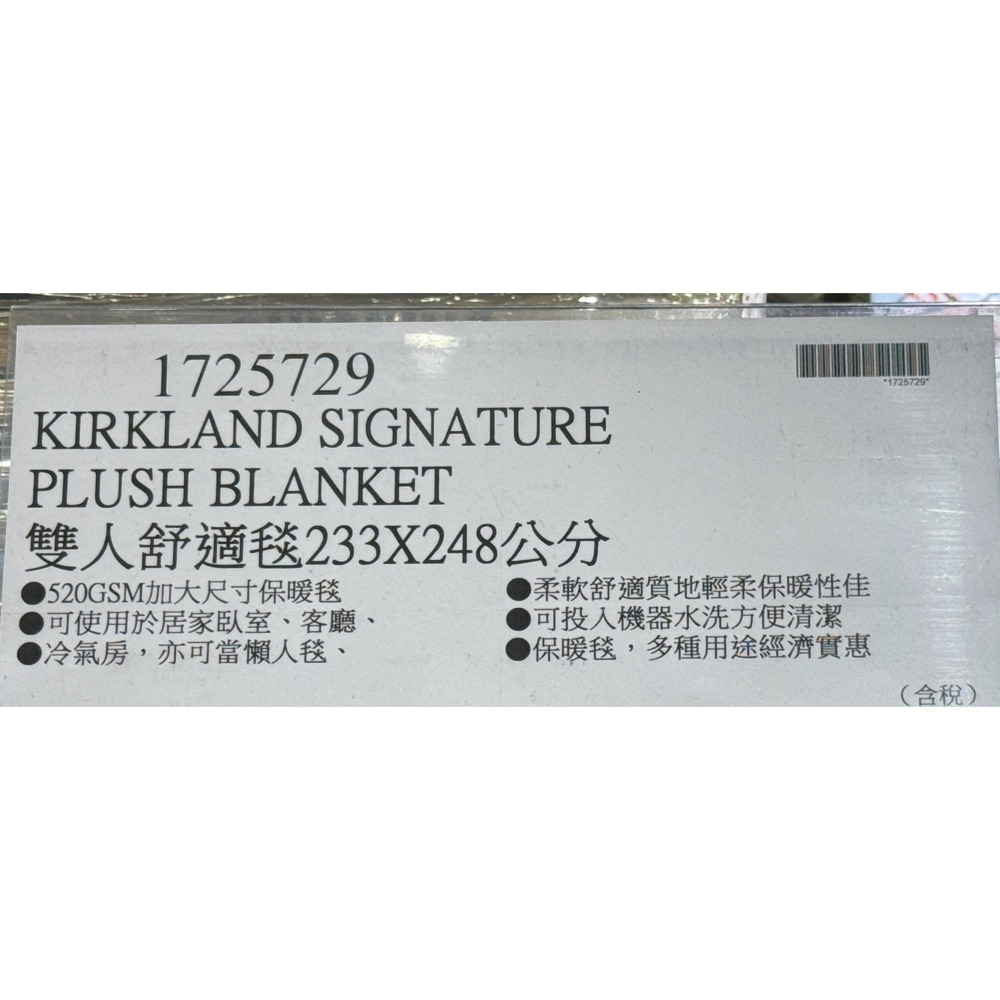 1725729
*1725729*
KIRKLAND SIGNATURE
PLUSH BLANKET
雙人舒適毯233X248公分
●520GSM加大尺寸保暖毯
●可使用於居家臥室、客廳、
●冷氣房，亦可當懶人毯、
●柔軟舒適質地輕柔保暖性佳
●可投入機器水洗方便清潔
●保暖毯，多種用途經濟實惠
（含稅）